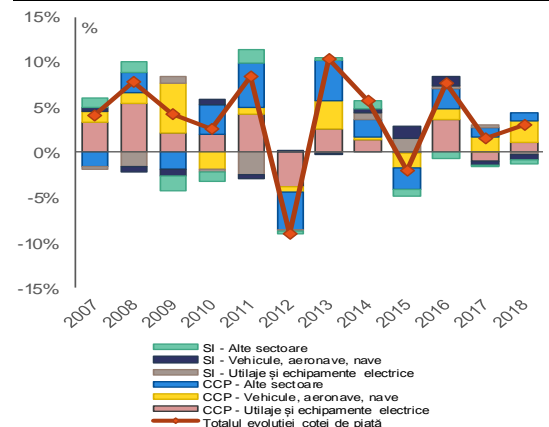 15%
%
10%
5%
0%
-5%
-10%
-15%
2007 2008 2009 2010 2011 2012 2013 2014 2015 2016 2017 2018
SI - Alte sectoare
SI - Vehicule, aeronave, nave
SI - Utilaje și echipamente electrice
CCP - Alte sectoare
CCP - Vehicule, aeronave, nave
CCP - Utilaje și echipamente electrice
Totalul evoluției cotei de piață